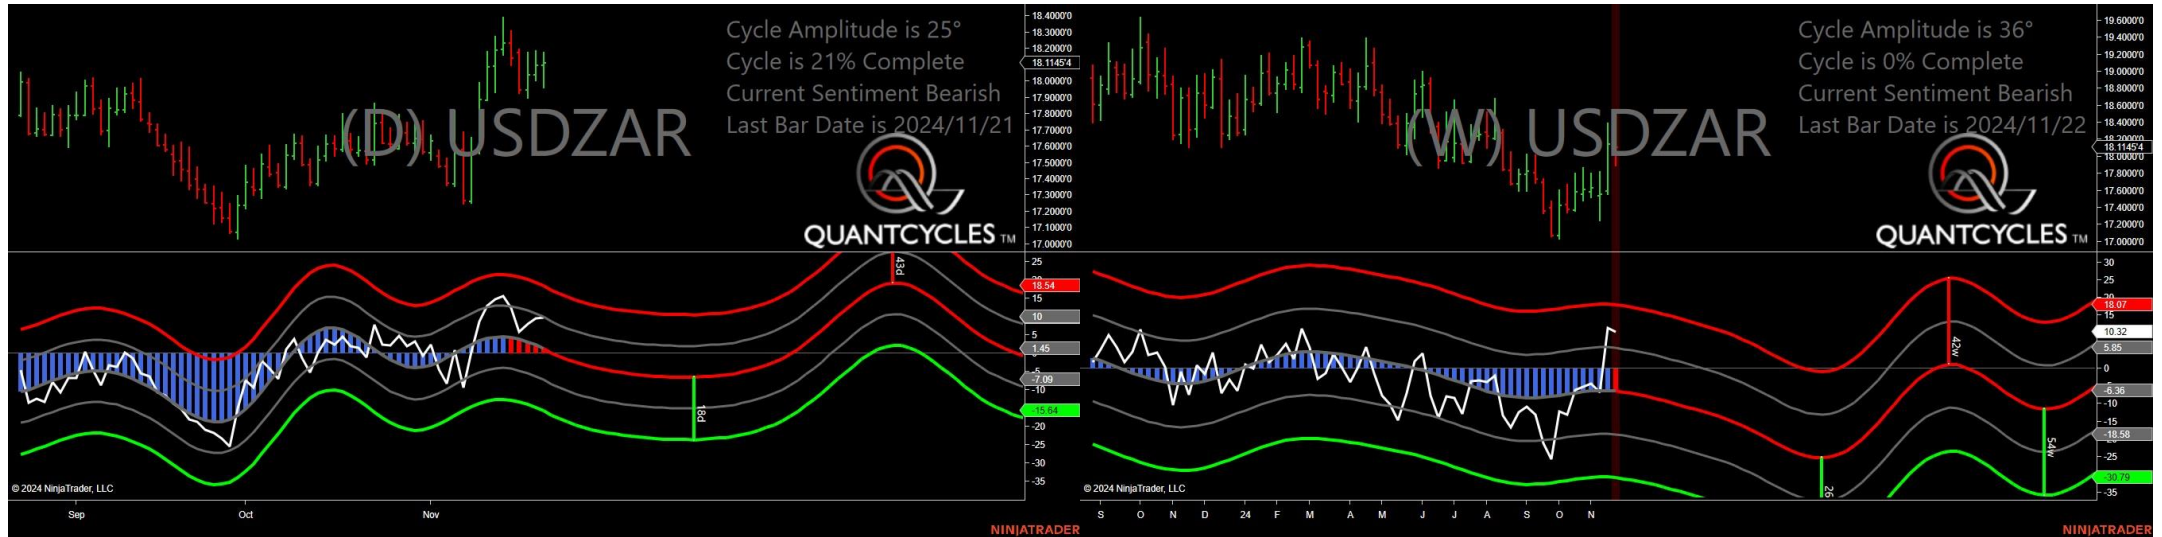 Cycle Amplitude is 25°
Cycle is 21% Complete
Current Sentiment Bearish
Last Bar Date is 2024/11/21
(D) USDZAR
QUANTCYCLES TM
18.4000'0
18.3000'0
18.2000'0
18.1145'4
18.0000'0
17.9000'0
17.8000'0
17.7000'0
17.6000'0
17.5000'0
17.4000'0
17.3000'0
17.2000'0
17.1000'0
17.0000'0
43d
18d
25
18.54
15
10
5
1.45
-5
-7.09
-10
-15.64
-20
-25
-30
-35
© 2024 NinjaTrader, LLC
Sep Oct Nov
NINJATRADER
Cycle Amplitude is 36°
Cycle is 0% Complete
Current Sentiment Bearish
Last Bar Date is 2024/11/22
(W) USDZAR
QUANTCYCLES TM
19.6000'0
19.4000'0
19.2000'0
19.0000'0
18.8000'0
18.6000'0
18.4000'0
18.2000'0
18.1145'4
18.0000'0
17.8000'0
17.6000'0
17.4000'0
17.2000'0
17.0000'0
42w
54w
26
30
25
18.07
15
10.32
5.85
0
-6.36
-10
-15
-18.58
-25
-30.79
-35
© 2024 NinjaTrader, LLC
S O N D 24 F M A M J J A S O N
NINJATRADER